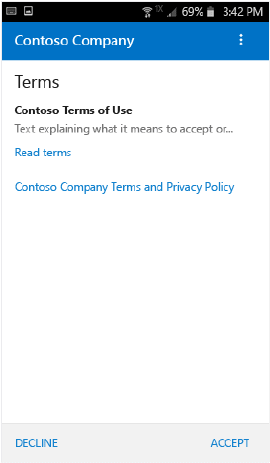 1X 69% 3:42 PM
Contoso Company
Terms
Contoso Terms of Use
Text explaining what it means to accept or...
Read terms
Contoso Company Terms and Privacy Policy
DECLINE ACCEPT